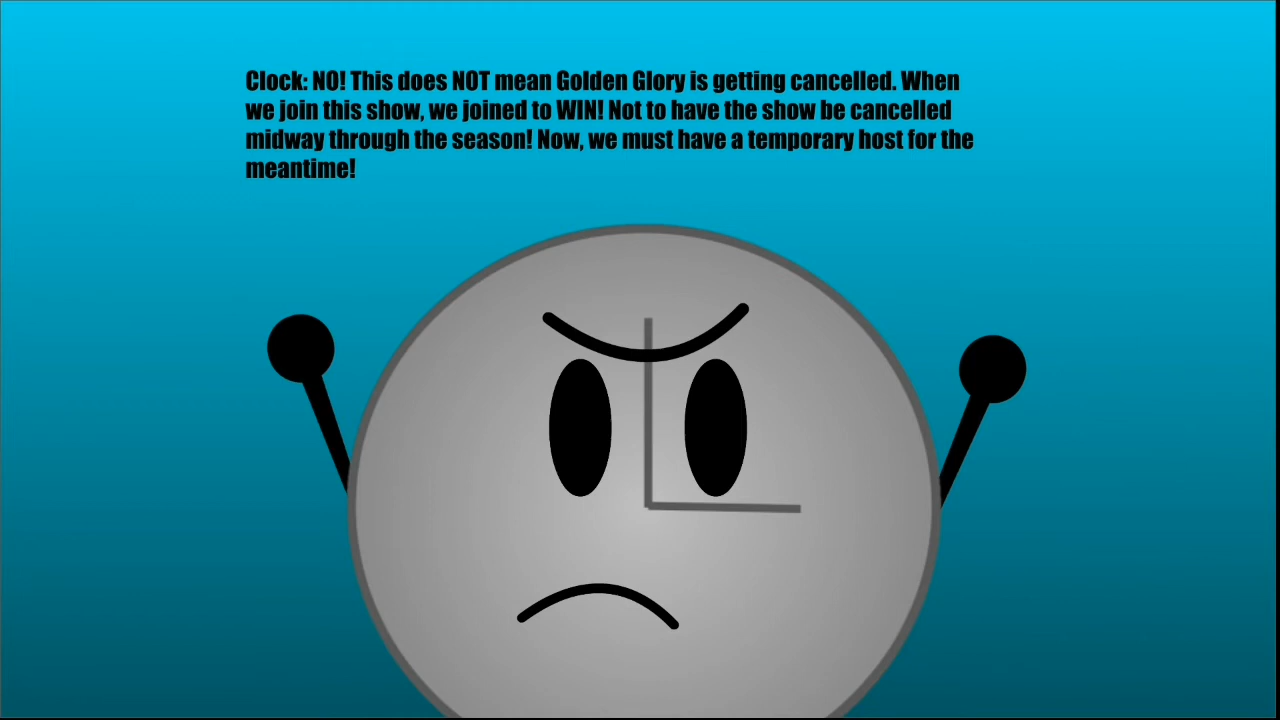 Clock: NO! This does NOT mean Golden Glory is getting cancelled. When
we join this show, we joined to WIN! Not to have the show be cancelled
midway through the season! Now, we must have a temporary host for the
meantime!